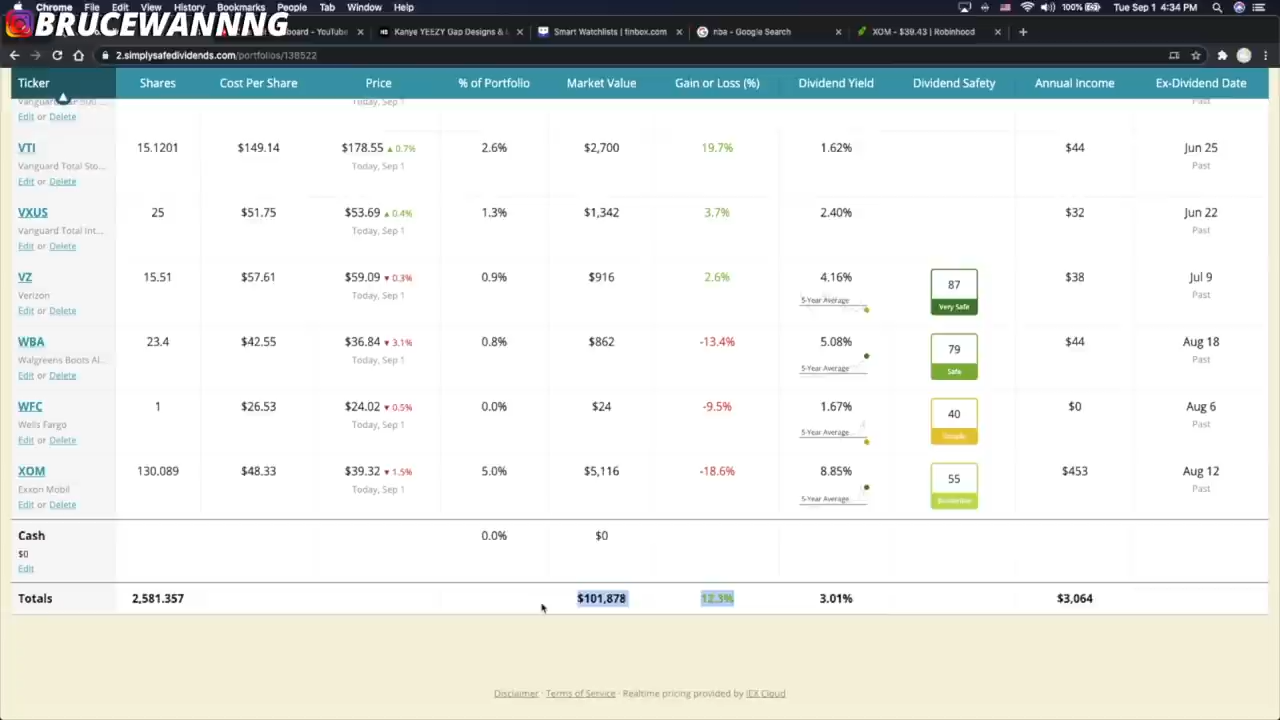 Chrome File Edit View History Bookmarks People Tab Window Help 100% Tue Sep 1 4:34 PM
BRUCEWANNNG
board - YouTube Kanye YEEZY Gap Designs & Smart Watchlists | finbox.com nba - Google Search XOM - $39.43 | Robinhood
2.simplysafedividends.com/portfolios/138522
Ticker Shares Cost Per Share Price % of Portfolio Market Value Gain or Loss (%) Dividend Yield Dividend Safety Annual Income Ex-Dividend Date
Vanguard S&P 500 ... Today, Sep 1 Past
Edit or Delete
VTI 15.1201 $149.14 $178.55 ▲ 0.7% 2.6% $2,700 19.7% 1.62% $44 Jun 25
Vanguard Total Sto... Today, Sep 1 Past
Edit or Delete
VXUS 25 $51.75 $53.69 ▲ 0.4% 1.3% $1,342 3.7% 2.40% $32 Jun 22
Vanguard Total Int... Today, Sep 1 Past
Edit or Delete
VZ 15.51 $57.61 $59.09 ▼ 0.3% 0.9% $916 2.6% 4.16% 87 $38 Jul 9
Verizon Today, Sep 1 5-Year Average Very Safe Past
Edit or Delete
WBA 23.4 $42.55 $36.84 ▼ 3.1% 0.8% $862 -13.4% 5.08% 79 $44 Aug 18
Walgreens Boots Al... Today, Sep 1 5-Year Average Safe Past
Edit or Delete
WFC 1 $26.53 $24.02 ▼ 0.5% 0.0% $24 -9.5% 1.67% 40 $0 Aug 6
Wells Fargo Today, Sep 1 5-Year Average Past
Edit or Delete
XOM 130.089 $48.33 $39.32 ▼ 1.5% 5.0% $5,116 -18.6% 8.85% 55 $453 Aug 12
Exxon Mobil Today, Sep 1 5-Year Average Borderline Past
Edit or Delete
Cash 0.0% $0
$0
Edit
Totals 2,581.357 $101,878 12.3% 3.01% $3,064
Disclaimer · Terms of Service · Realtime pricing provided by IEX Cloud